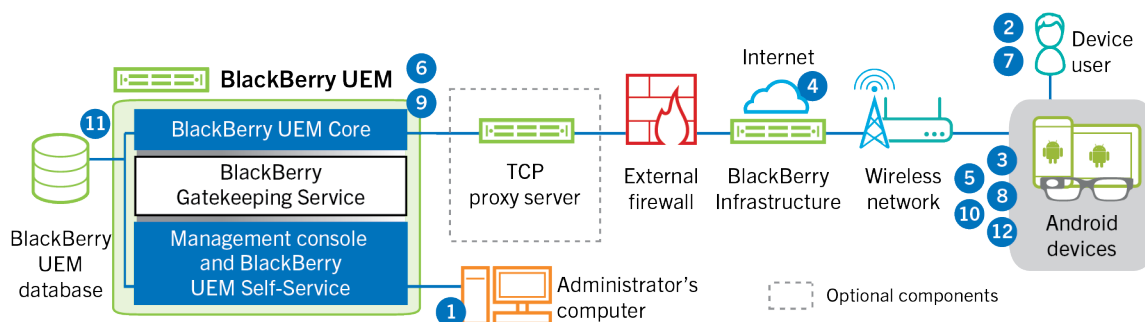 BlackBerry UEM
6
9
11
BlackBerry UEM Core
BlackBerry
Gatekeeping Service
Management console
and BlackBerry
UEM Self-Service
BlackBerry
UEM
database
TCP
proxy server
External
firewall
Internet
4
BlackBerry
Infrastructure
Wireless
network
2
7
Device
user
3
5
8
10
12
Android
devices
1
Administrator's
computer
Optional components